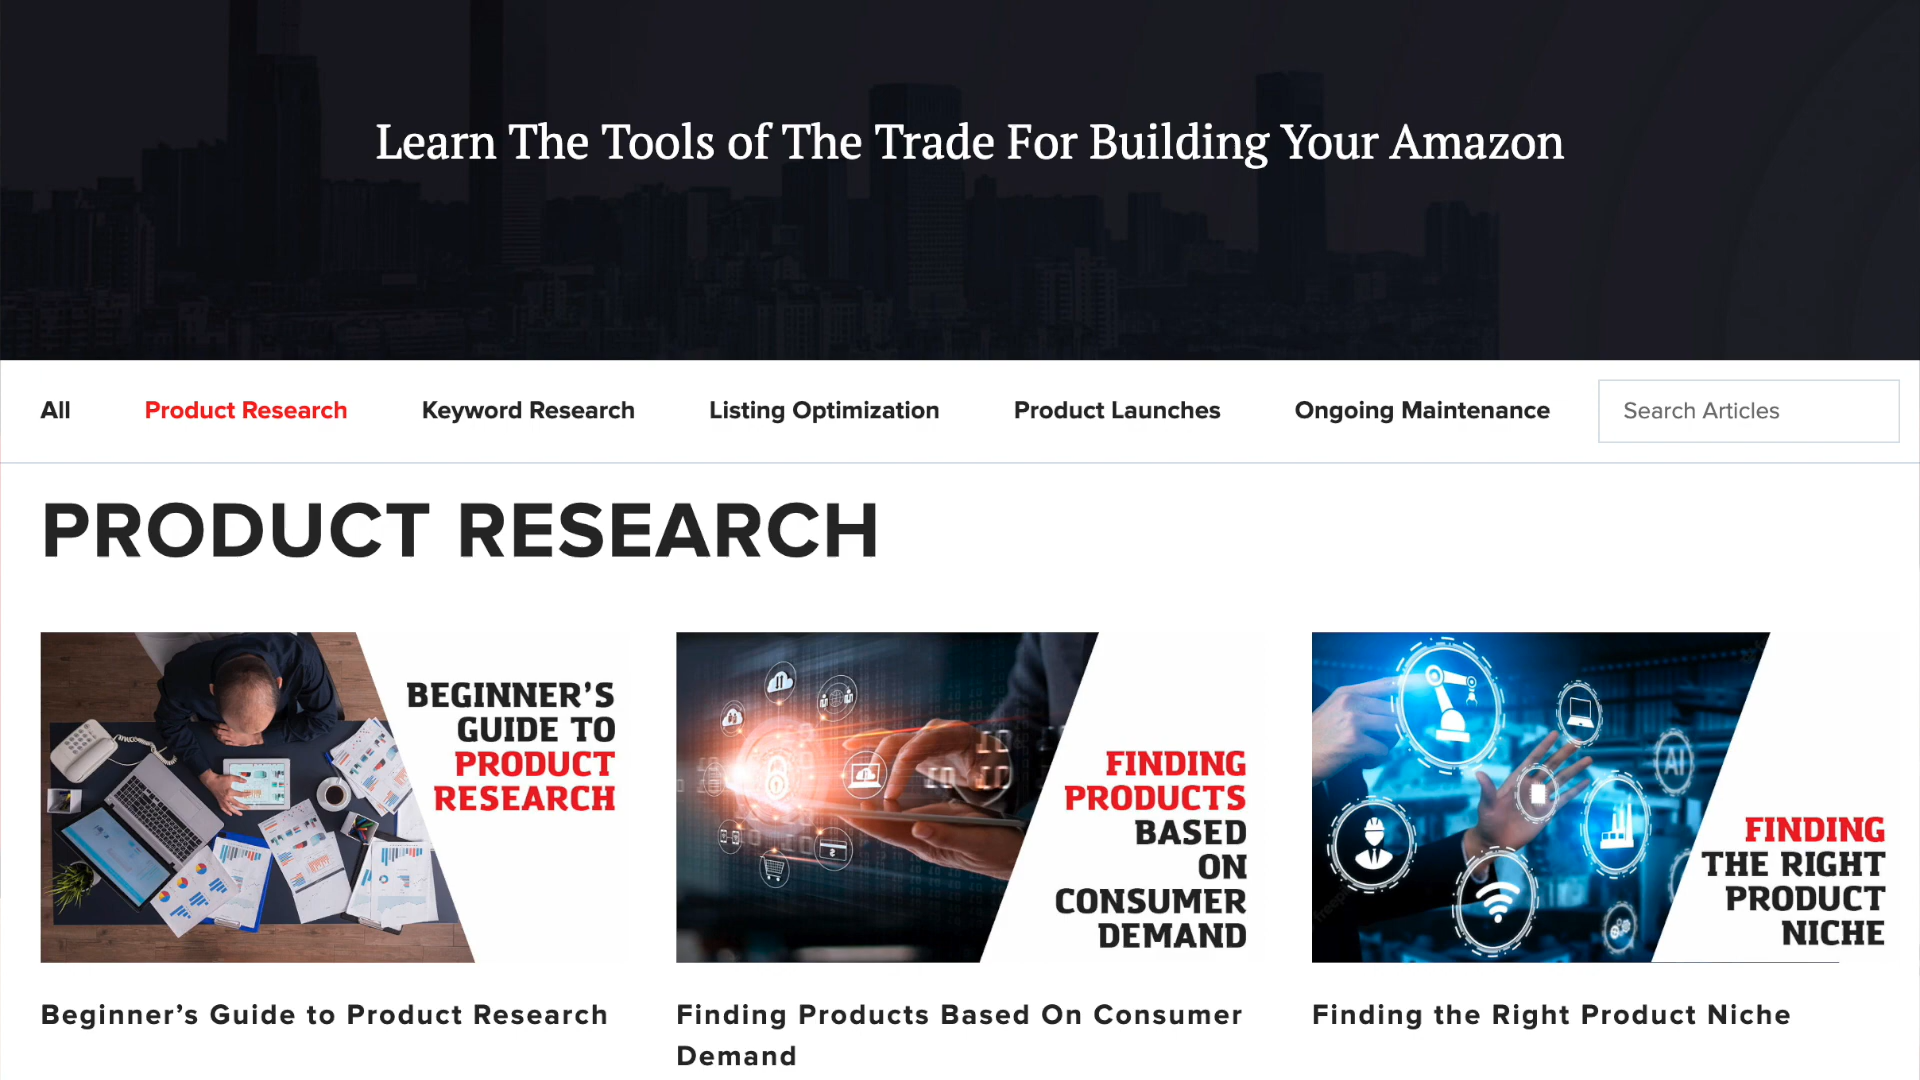 Learn The Tools of The Trade For Building Your Amazon
All
Product Research
Keyword Research
Listing Optimization
Product Launches
Ongoing Maintenance
Search Articles
PRODUCT RESEARCH
BEGINNER'S
GUIDE TO
PRODUCT
RESEARCH
FINDING
PRODUCTS
BASED
ON
CONSUMER
DEMAND
AI
FINDING
THE RIGHT
PRODUCT
NICHE
Beginner’s Guide to Product Research
Finding Products Based On Consumer
Demand
Finding the Right Product Niche